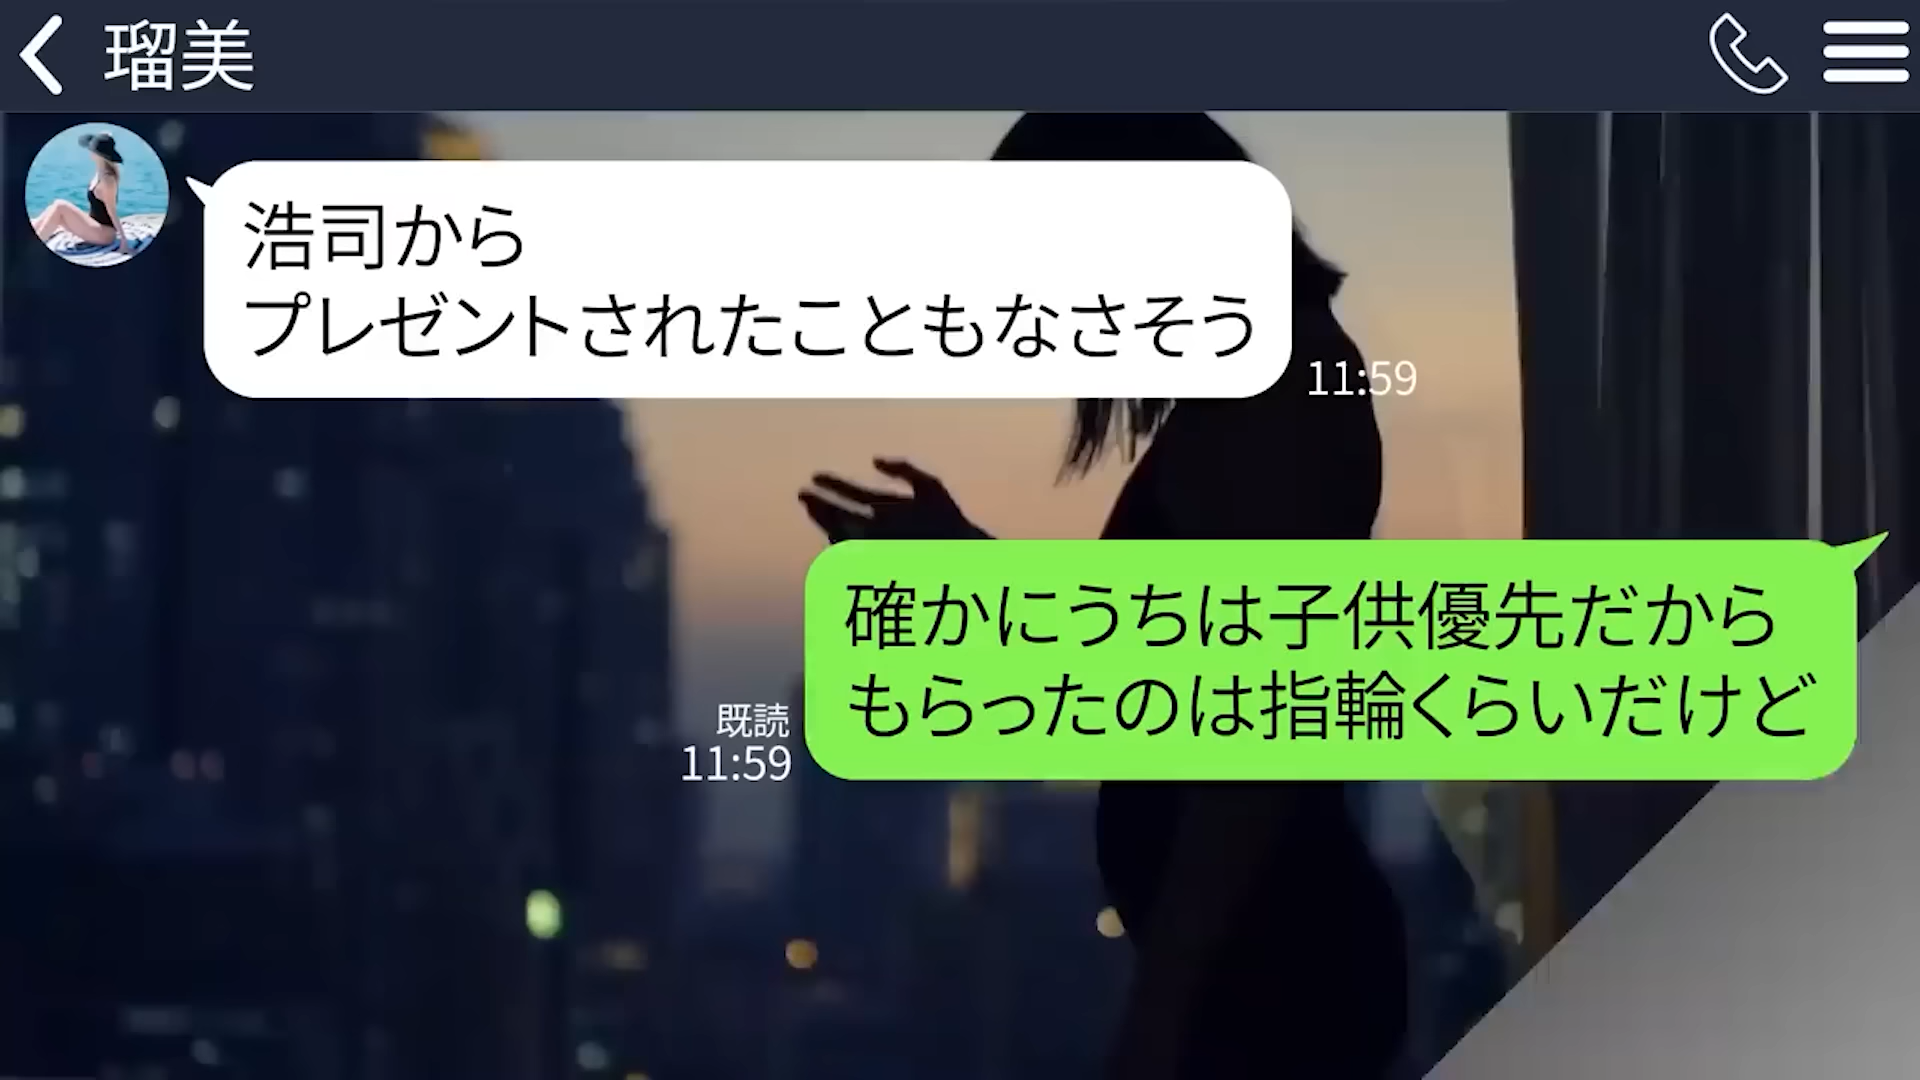 瑠美
浩司から
プレゼントされたこともなさそう
11:59
確かにうちは子供優先だから
もらったのは指輪くらいだけど
既読
11:59